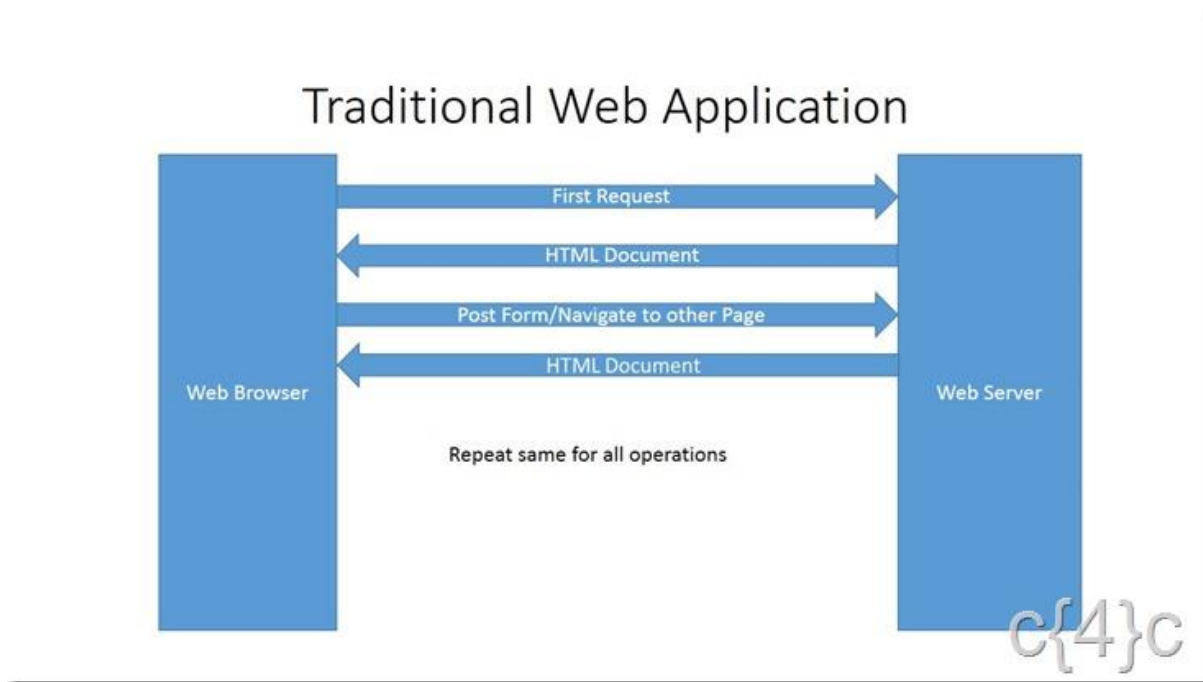 Traditional Web Application
First Request
HTML Document
Post Form/Navigate to other Page
HTML Document
Web Browser
Web Server
Repeat same for all operations
c{4}c